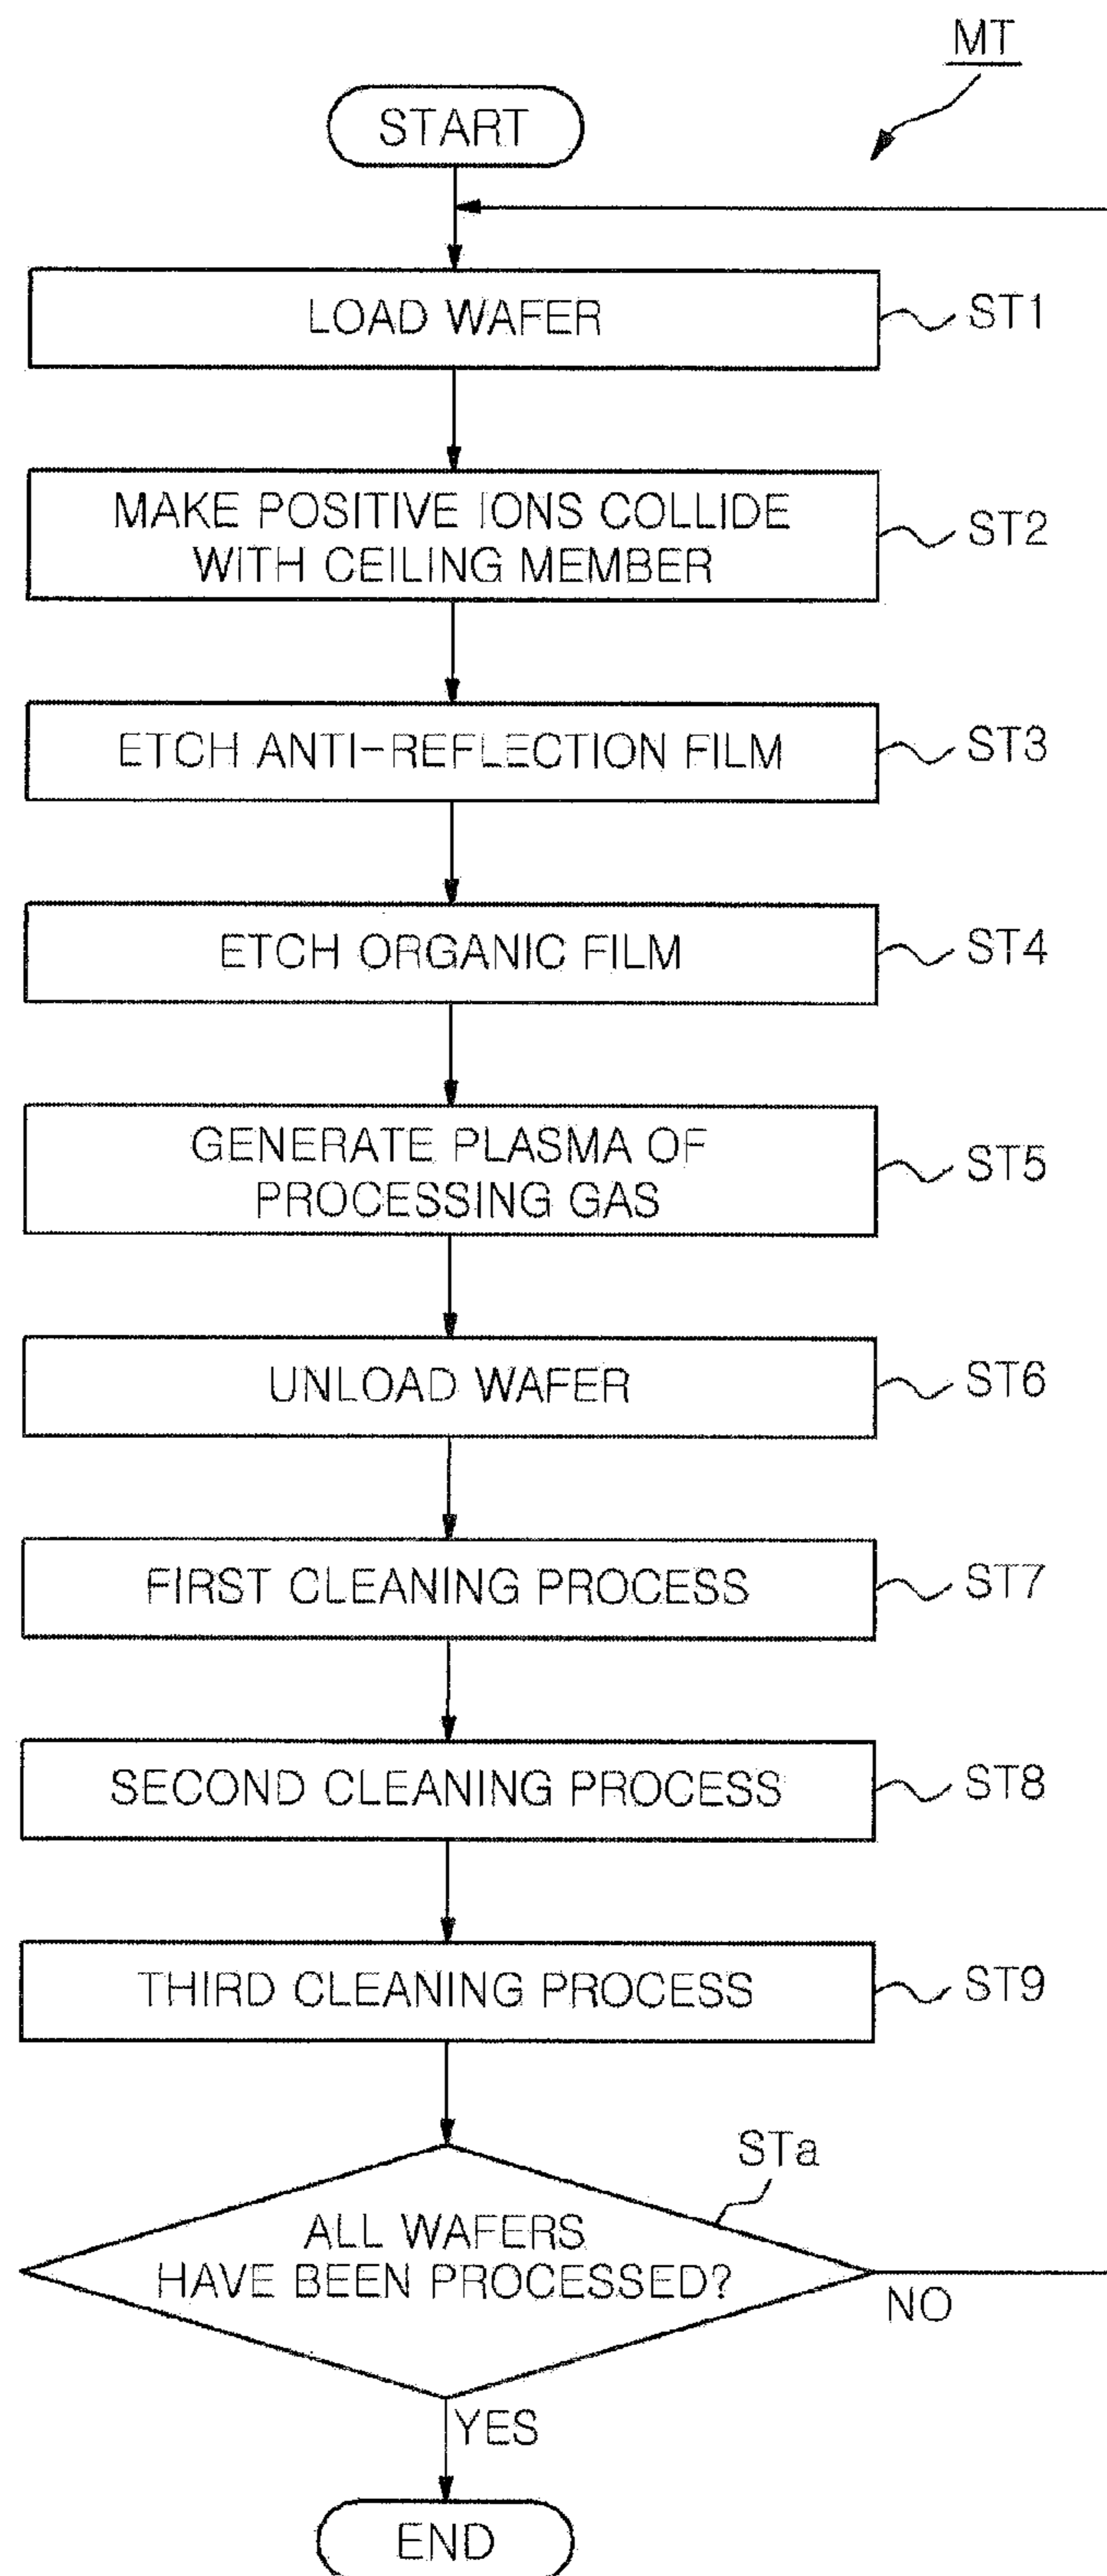 MT
START
LOAD WAFER
ST1
MAKE POSITIVE IONS COLLIDE
WITH CEILING MEMBER
ST2
ETCH ANTI-REFLECTION FILM
ST3
ETCH ORGANIC FILM
ST4
GENERATE PLASMA OF
PROCESSING GAS
ST5
UNLOAD WAFER
ST6
FIRST CLEANING PROCESS
ST7
SECOND CLEANING PROCESS
ST8
THIRD CLEANING PROCESS
ST9
STa
ALL WAFERS
HAVE BEEN PROCESSED?
NO
YES
END